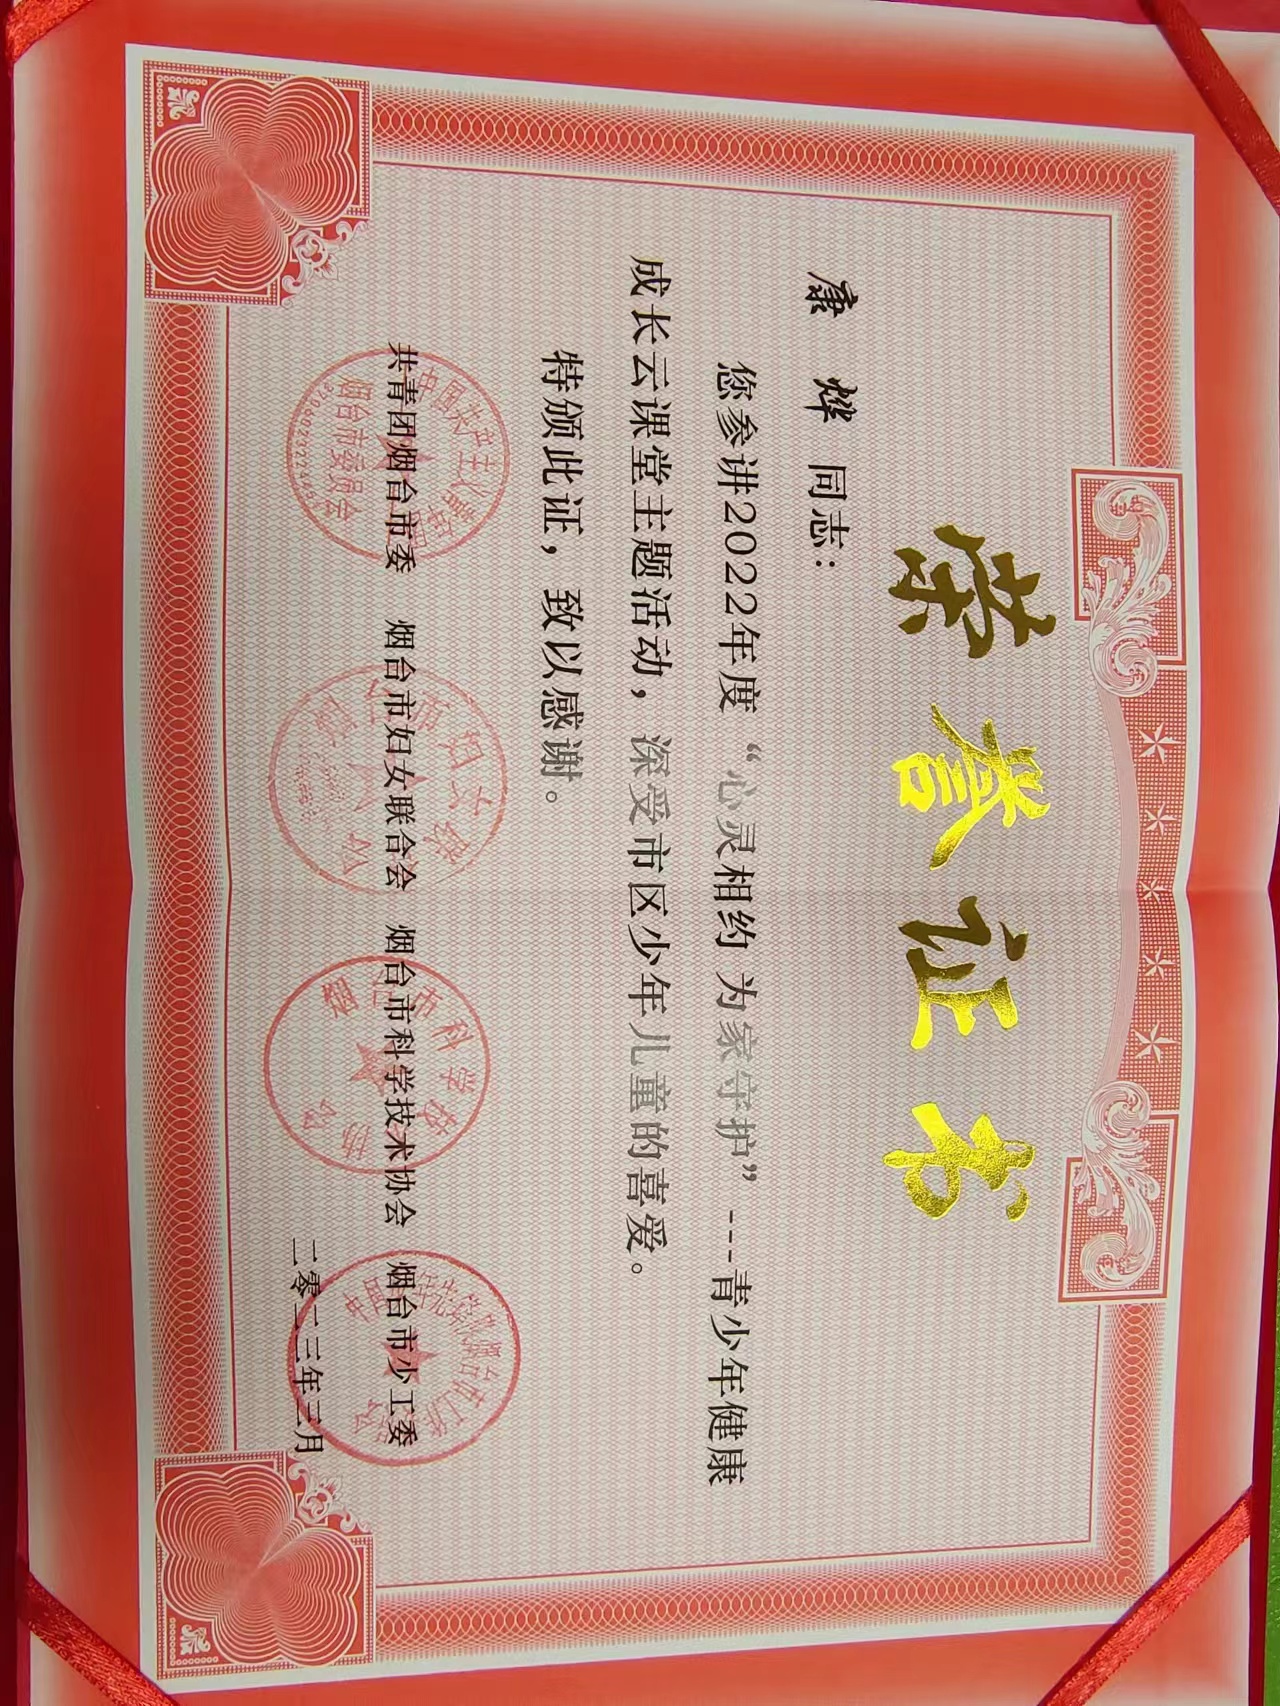 荣誉证书
康烨 同志：
您参讲2022年度“心灵相约 为家守护”---青少年健康
成长云课堂主题活动，深受市区少年儿童的喜爱。
特颁此证，致以感谢。
共青团烟台市委 烟台市妇女联合会 烟台市科学技术协会 烟台市少工委
二零二三年三月